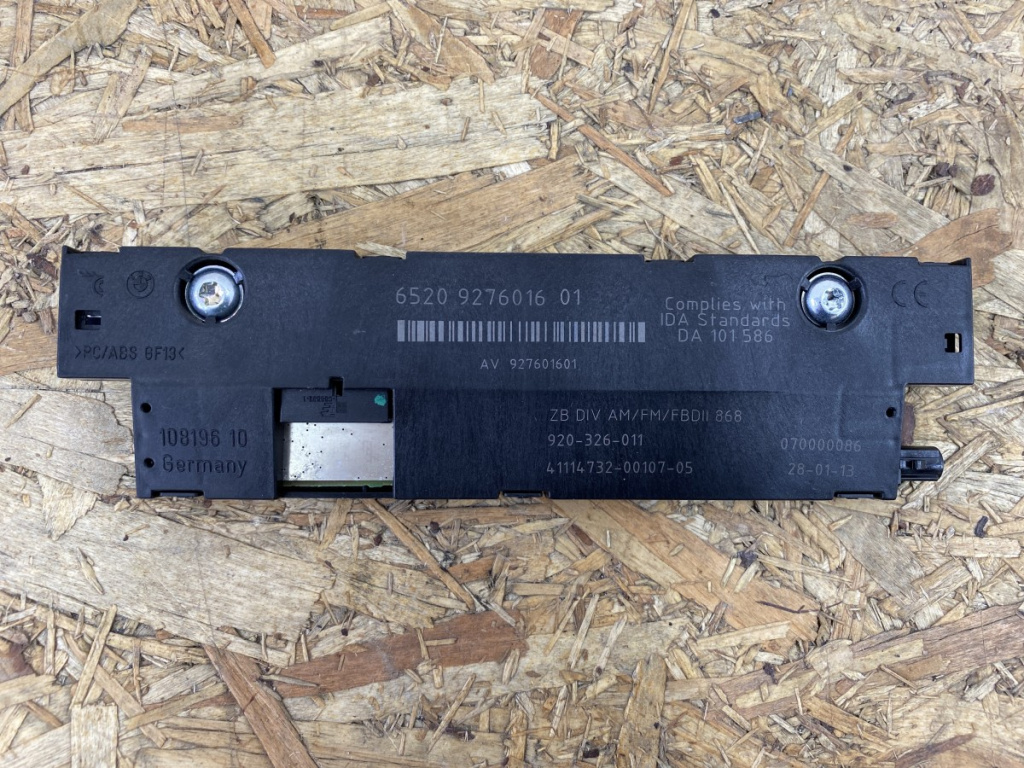 6520 9276016 01
Complies with
IDA Standards
DA 101 586
CE
>PC/ABS GF13<
AV 927601601
ZB DIV AM/FM/FBDII 868
920-326-011
070000086
41114732-00107-05
28-01-13
108196 10
Germany